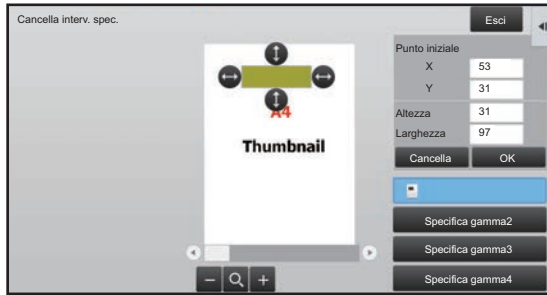 Cancella interv. spec.
Esci
A4
Thumbnail
Punto iniziale
X 53
Y 31
Altezza 31
Larghezza 97
Cancella OK
Specifica gamma2
Specifica gamma3
Specifica gamma4